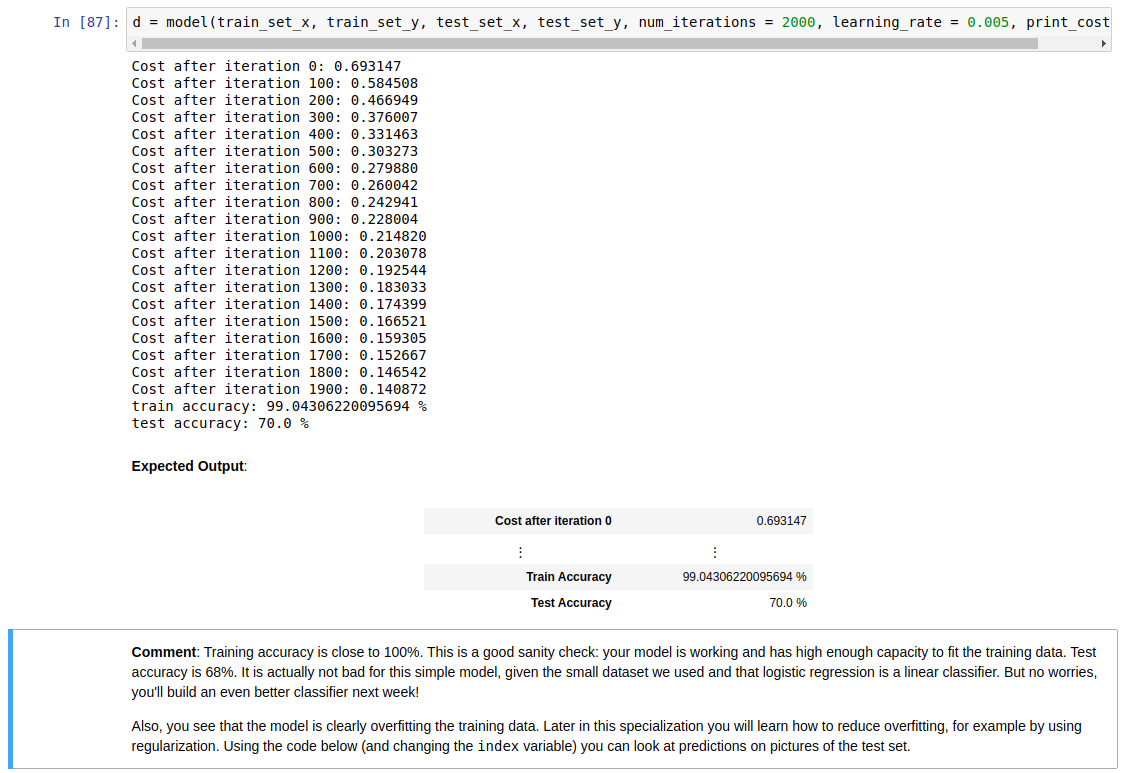 In [87]: d = model(train_set_x, train_set_y, test_set_x, test_set_y, num_iterations = 2000, learning_rate = 0.005, print_cost
Cost after iteration 0: 0.693147
Cost after iteration 100: 0.584508
Cost after iteration 200: 0.466949
Cost after iteration 300: 0.376007
Cost after iteration 400: 0.331463
Cost after iteration 500: 0.303273
Cost after iteration 600: 0.279880
Cost after iteration 700: 0.260042
Cost after iteration 800: 0.242941
Cost after iteration 900: 0.228004
Cost after iteration 1000: 0.214820
Cost after iteration 1100: 0.203078
Cost after iteration 1200: 0.192544
Cost after iteration 1300: 0.183033
Cost after iteration 1400: 0.174399
Cost after iteration 1500: 0.166521
Cost after iteration 1600: 0.159305
Cost after iteration 1700: 0.152667
Cost after iteration 1800: 0.146542
Cost after iteration 1900: 0.140872
train accuracy: 99.04306220095694 %
test accuracy: 70.0 %
Expected Output:
Cost after iteration 0 0.693147
⋮ ⋮
Train Accuracy 99.04306220095694 %
Test Accuracy 70.0 %
Comment: Training accuracy is close to 100%. This is a good sanity check: your model is working and has high enough capacity to fit the training data. Test
accuracy is 68%. It is actually not bad for this simple model, given the small dataset we used and that logistic regression is a linear classifier. But no worries,
you'll build an even better classifier next week!
Also, you see that the model is clearly overfitting the training data. Later in this specialization you will learn how to reduce overfitting, for example by using
regularization. Using the code below (and changing the index variable) you can look at predictions on pictures of the test set.